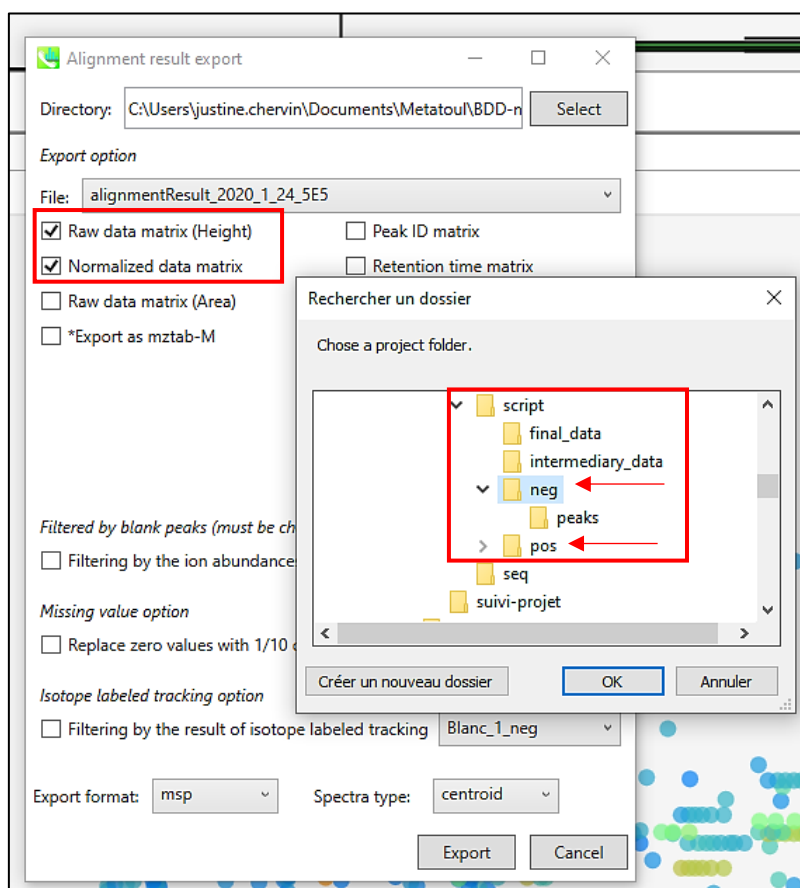 Alignment result export
Directory: C:\Users\justine.chervin\Documents\Metatoul\BDD-n Select
Export option
File: alignmentResult_2020_1_24_5E5
Raw data matrix (Height) Peak ID matrix
Normalized data matrix Retention time matrix
Raw data matrix (Area)
*Export as mztab-M
Filtered by blank peaks (must be ch
Filtering by the ion abundances
Missing value option
Replace zero values with 1/10
Isotope labeled tracking option
Filtering by the result of isotope labeled tracking Blanc_1_neg
Export format: msp Spectra type: centroid
Export Cancel
Rechercher un dossier
Chose a project folder.
script
final_data
intermediary_data
neg
peaks
pos
seq
suivi-projet
Créer un nouveau dossier OK Annuler